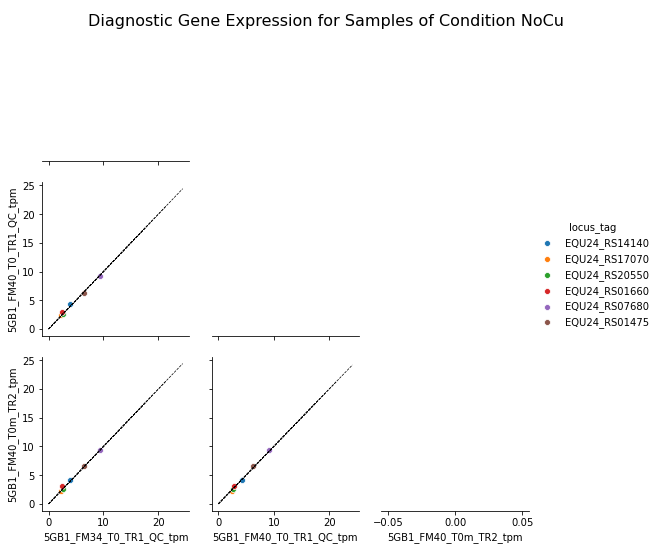 Diagnostic Gene Expression for Samples of Condition NoCu
25
20
15
10
5
0
5GB1_FM40_T0_TR1_QC_tpm
locus_tag
EQU24_RS14140
EQU24_RS17070
EQU24_RS20550
EQU24_RS01660
EQU24_RS07680
EQU24_RS01475
25
20
15
10
5
0
5GB1_FM40_T0m_TR2_tpm
0 20
5GB1_FM34_T0_TR1_QC_tpm
0 20
5GB1_FM40_T0_TR1_QC_tpm
−0.05 0.00 0.05
5GB1_FM40_T0m_TR2_tpm